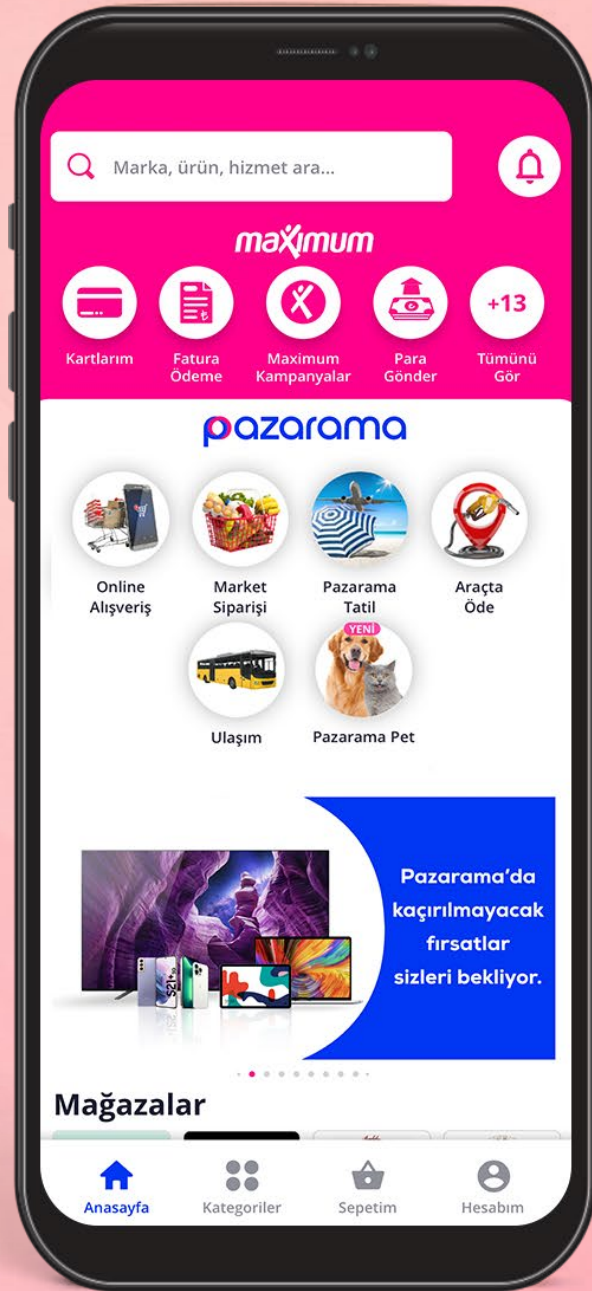 Marka, ürün, hizmet ara...
maximum
+13
Kartlarım
Fatura
Ödeme
Maximum
Kampanyalar
Para
Gönder
Tümünü
Gör
pazarama
Online
Alışveriş
Market
Siparişi
Pazarama
Tatil
Araçta
Öde
YENİ
Ulaşım
Pazarama Pet
Pazarama’da
kaçırılmayacak
fırsatlar
sizleri bekliyor.
S21+
Mağazalar
Anasayfa
Kategoriler
Sepetim
Hesabım